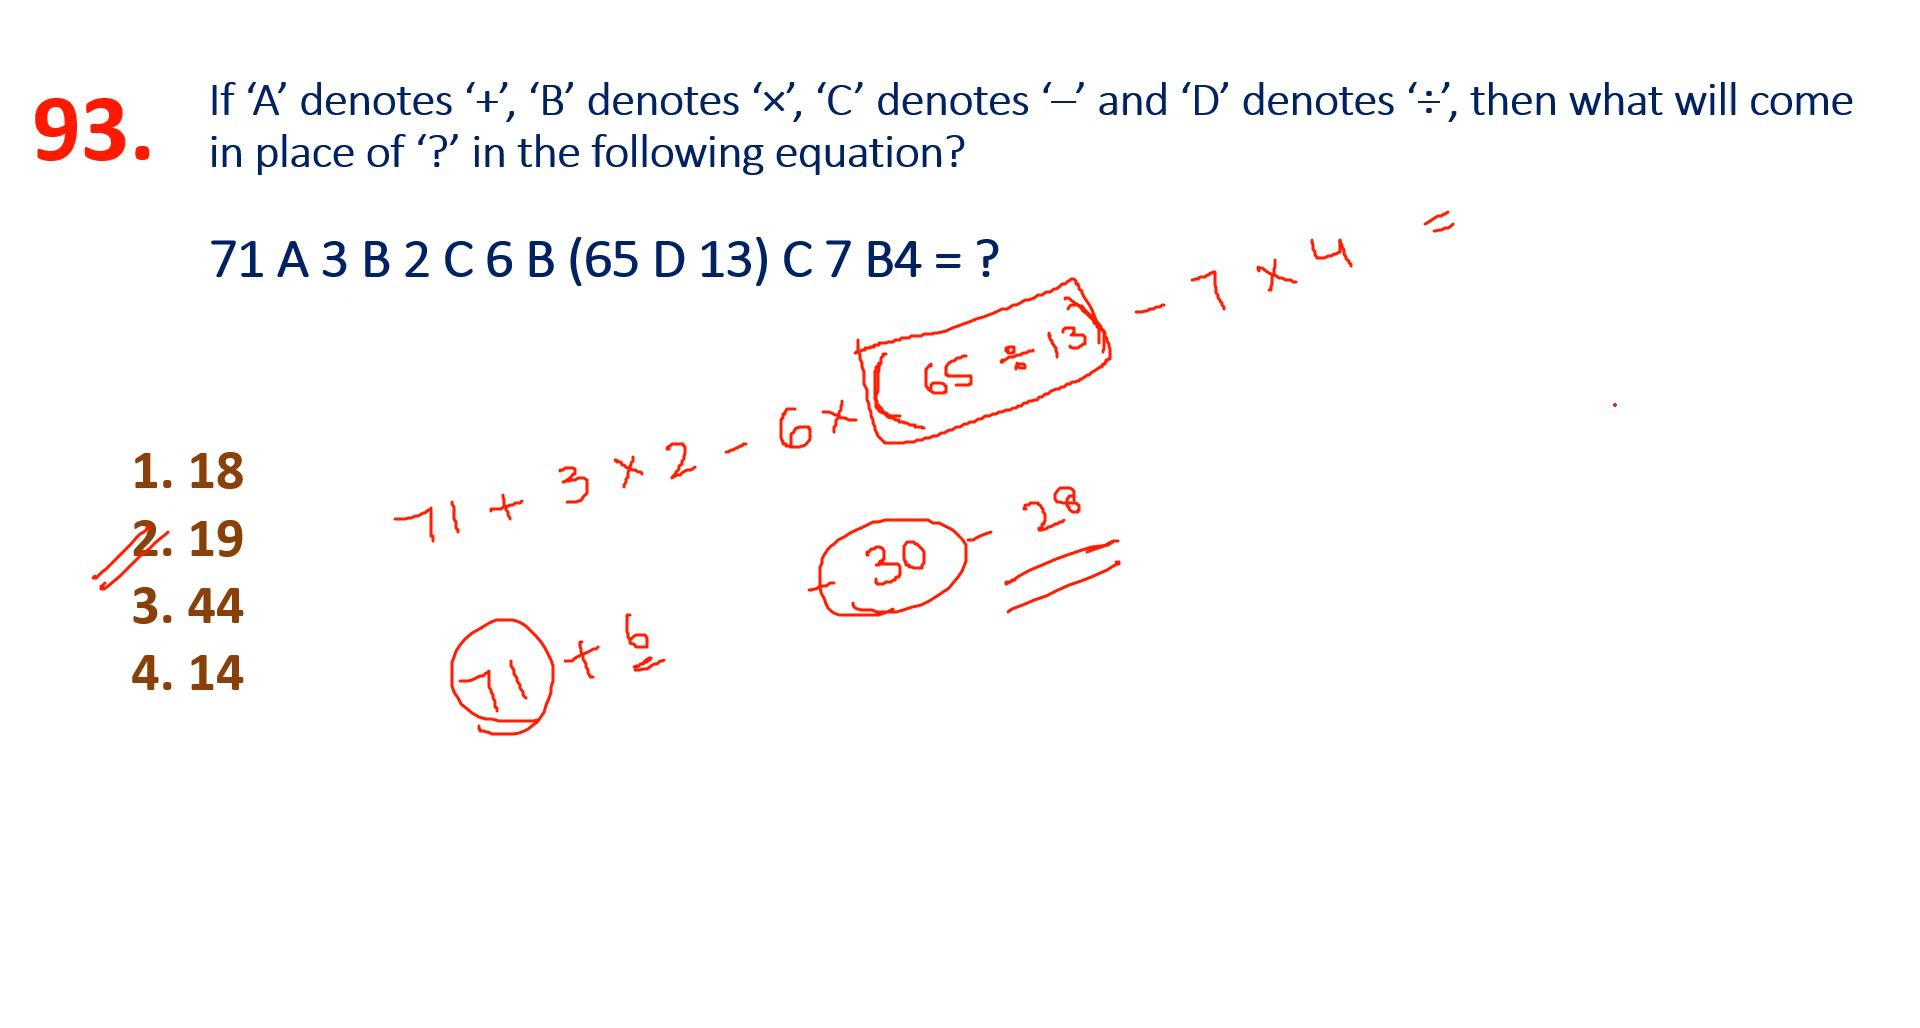 93.
If ‘A’ denotes ‘+’, ‘B’ denotes ‘×’, ‘C’ denotes ‘−’ and ‘D’ denotes ‘÷’, then what will come
in place of ‘?’ in the following equation?
71 A 3 B 2 C 6 B (65 D 13) C 7 B4 = ?
71 + 3 × 2 - 6 × (65 ÷ 13) - 7 × 4 =
1. 18
2. 19
3. 44
4. 14
71 + 6 - 30 - 28